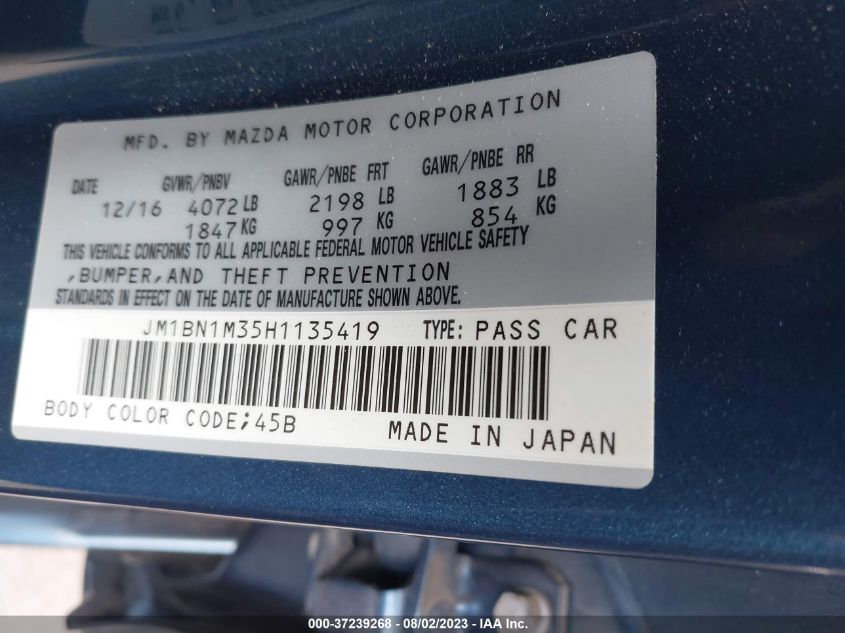 MFD. BY MAZDA MOTOR CORPORATION
DATE GVWR/PNBV GAWR/PNBE FRT GAWR/PNBE RR
12/16 4072 LB 2198 LB 1883 LB
1847 KG 997 KG 854 KG
THIS VEHICLE CONFORMS TO ALL APPLICABLE FEDERAL MOTOR VEHICLE SAFETY
,BUMPER,AND THEFT PREVENTION
STANDARDS IN EFFECT ON THE DATE OF MANUFACTURE SHOWN ABOVE.
JM1BN1M35H1135419 TYPE: PASS CAR
BODY COLOR CODE;45B MADE IN JAPAN
000-37239268 - 08/02/2023 - IAA Inc.